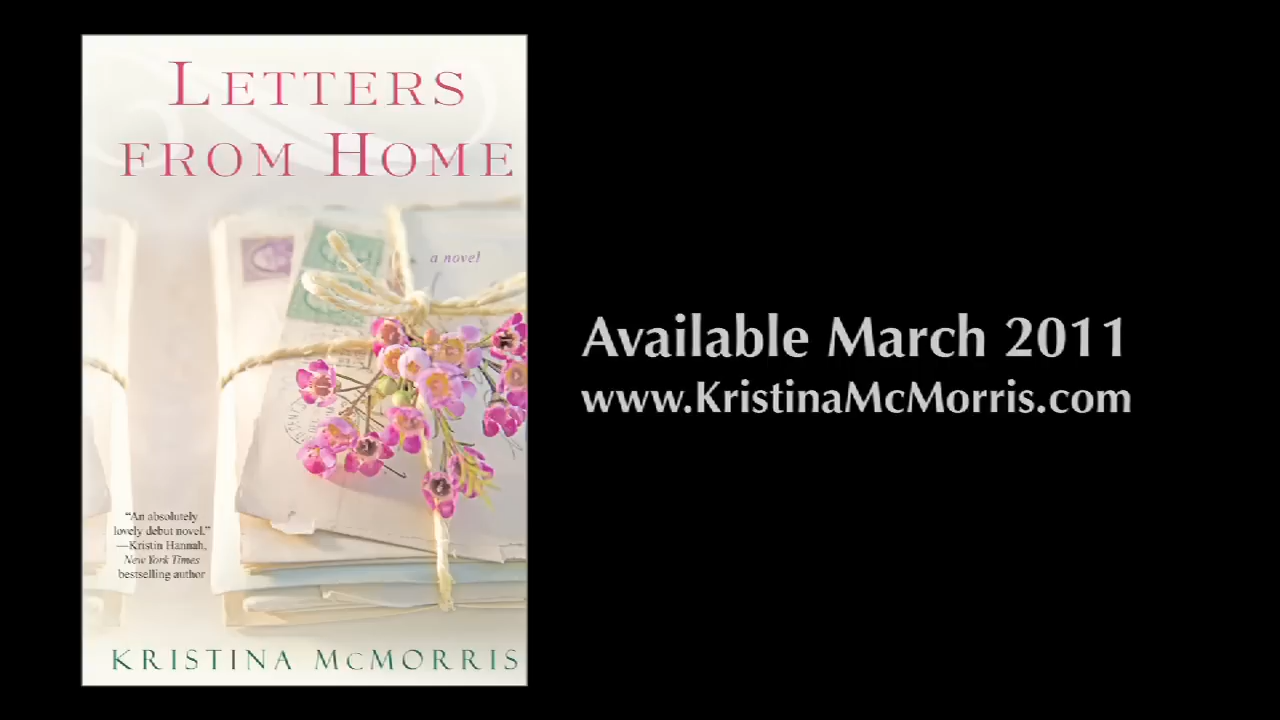 LETTERS
FROM HOME
a novel
“An absolutely
lovely debut novel.”
—Kristin Hannah,
New York Times
bestselling author
KRISTINA MCMORRIS
Available March 2011
www.KristinaMcMorris.com